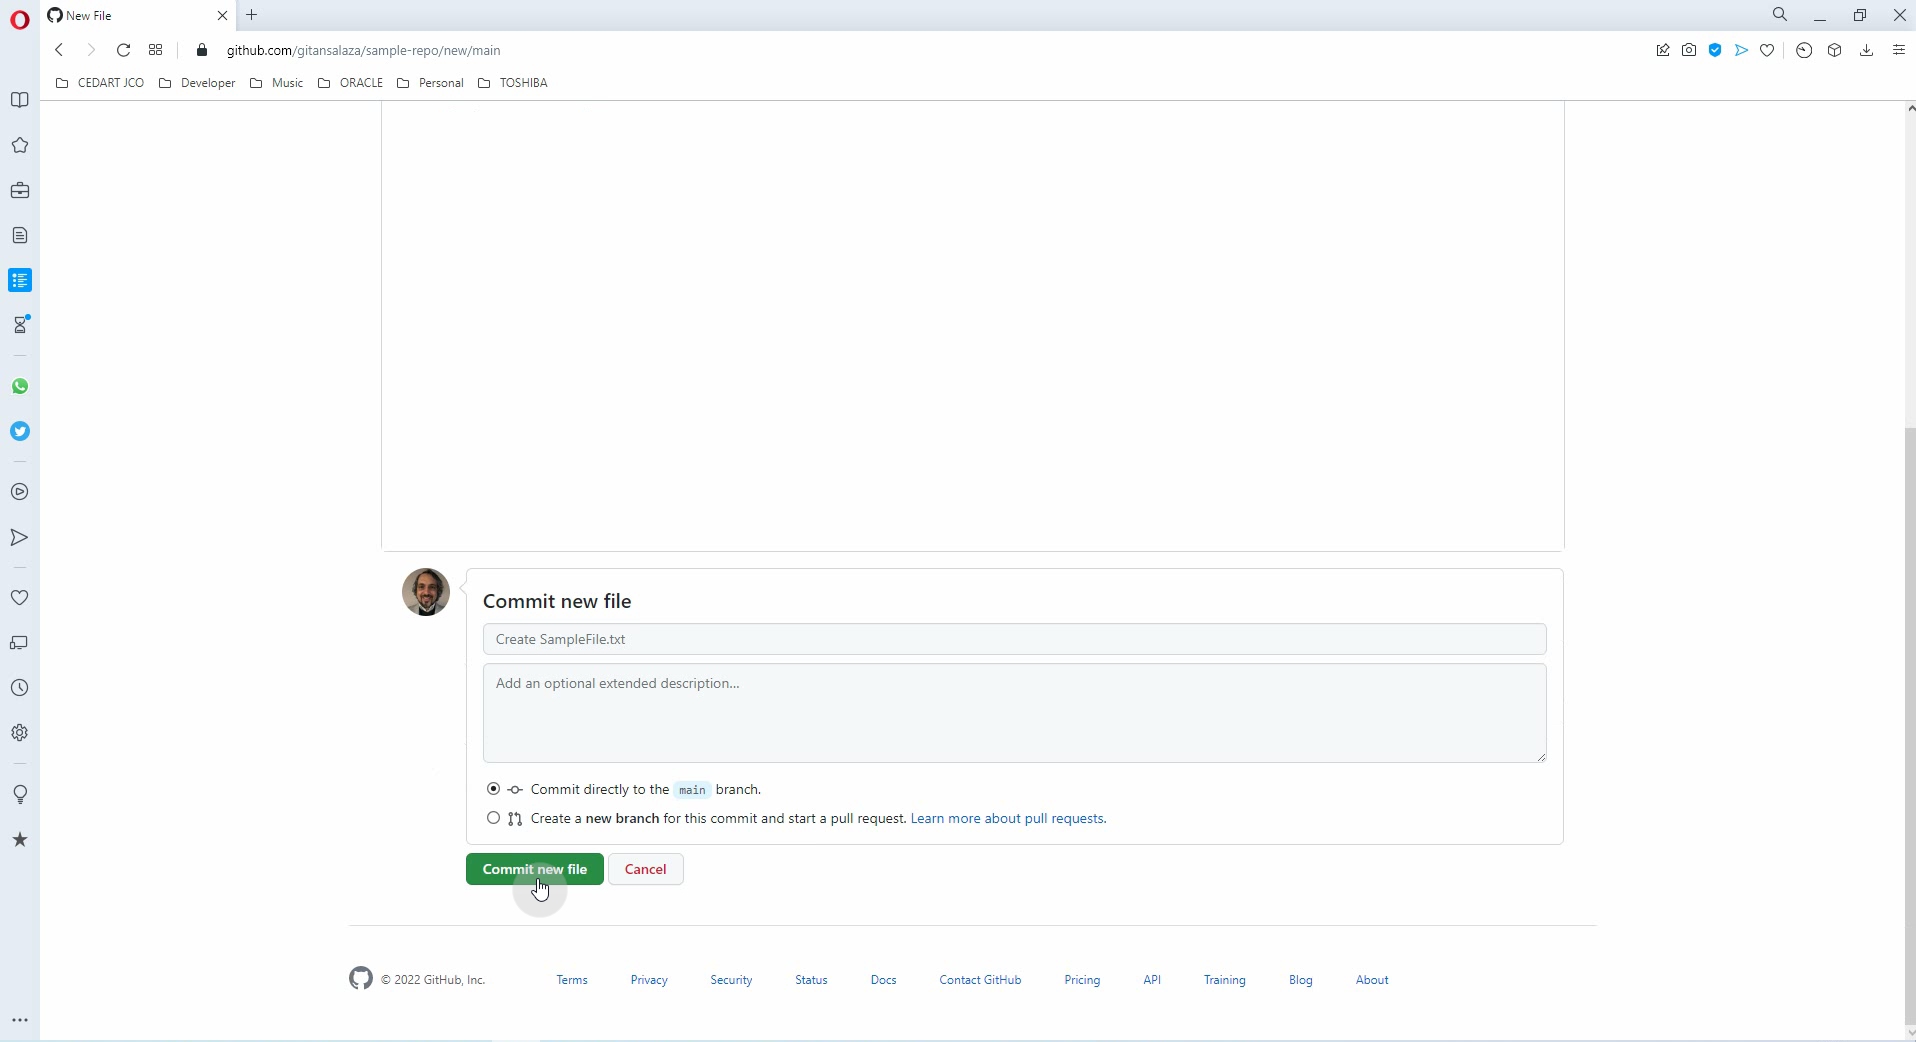 New File
github.com/gitansalaza/sample-repo/new/main
CEDART JCO Developer Music ORACLE Personal TOSHIBA
Commit new file
Create SampleFile.txt
Add an optional extended description...
Commit directly to the main branch.
Create a new branch for this commit and start a pull request. Learn more about pull requests.
Commit new file Cancel
© 2022 GitHub, Inc. Terms Privacy Security Status Docs Contact GitHub Pricing API Training Blog About